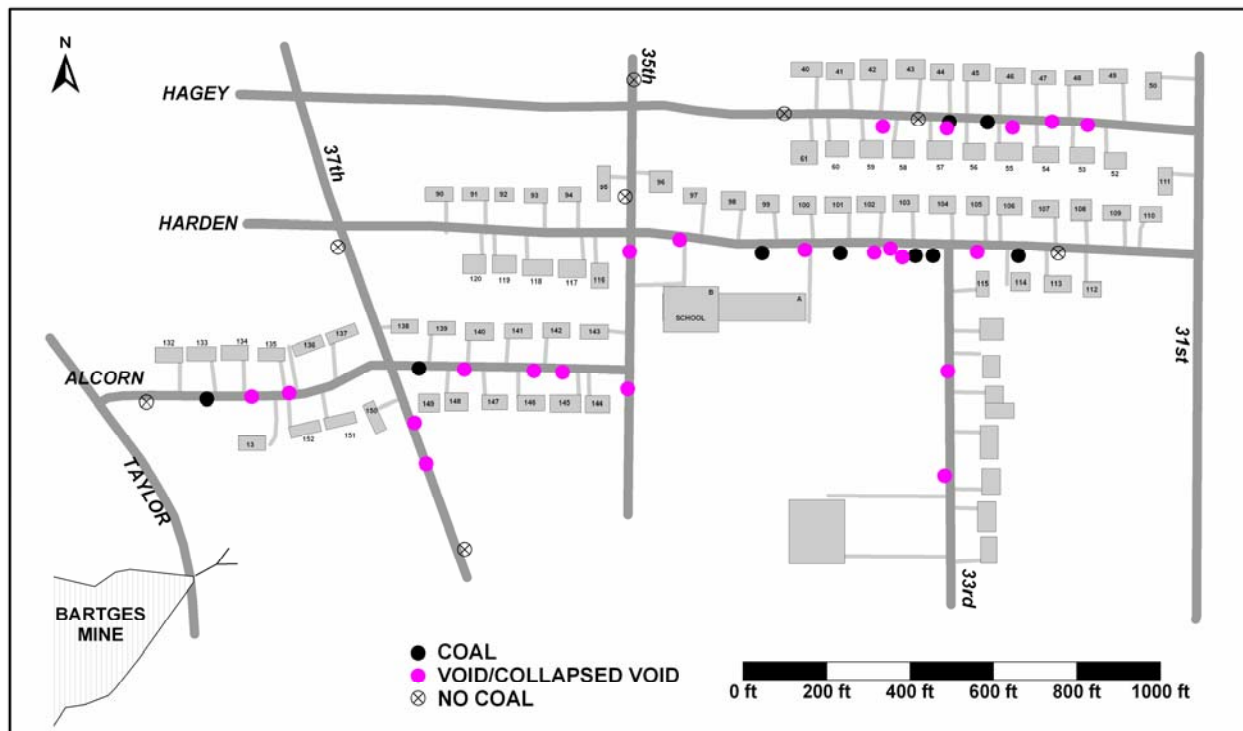 N
35th
HAGEY
37th
40 41 42 43 44 45 46 47 48 49 50
61 60 59 58 57 56 55 54 53 52
95 96 111
90 91 92 93 94 97 98 99 100 101 102 103 104 105 106 107 108 109 110
HARDEN
120 119 118 117 116
B A
SCHOOL
115 114 113 112
31st
132 133 134 135 136 137 138 139 140 141 142 143
ALCORN
149 148 147 146 145 144
150
13 152 151
TAYLOR
33rd
BARTGES
MINE
COAL
VOID/COLLAPSED VOID
NO COAL
0 ft 200 ft 400 ft 600 ft 800 ft 1000 ft